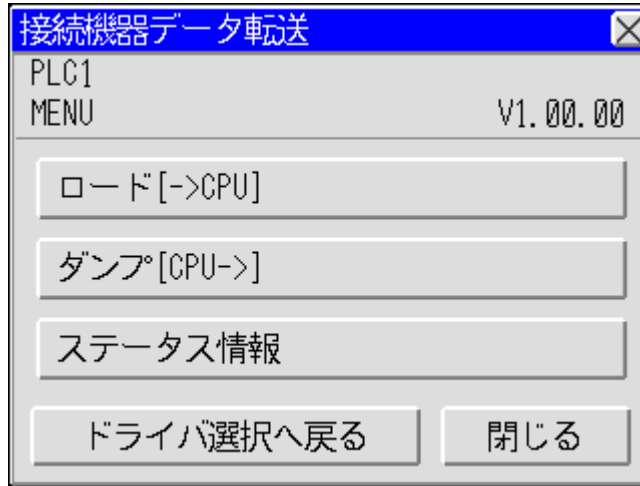 接続機器データ転送
PLC1
MENU V1.00.00
ロード[->CPU]
ダンプ[CPU->]
ステータス情報
ドライバ選択へ戻る 閉じる